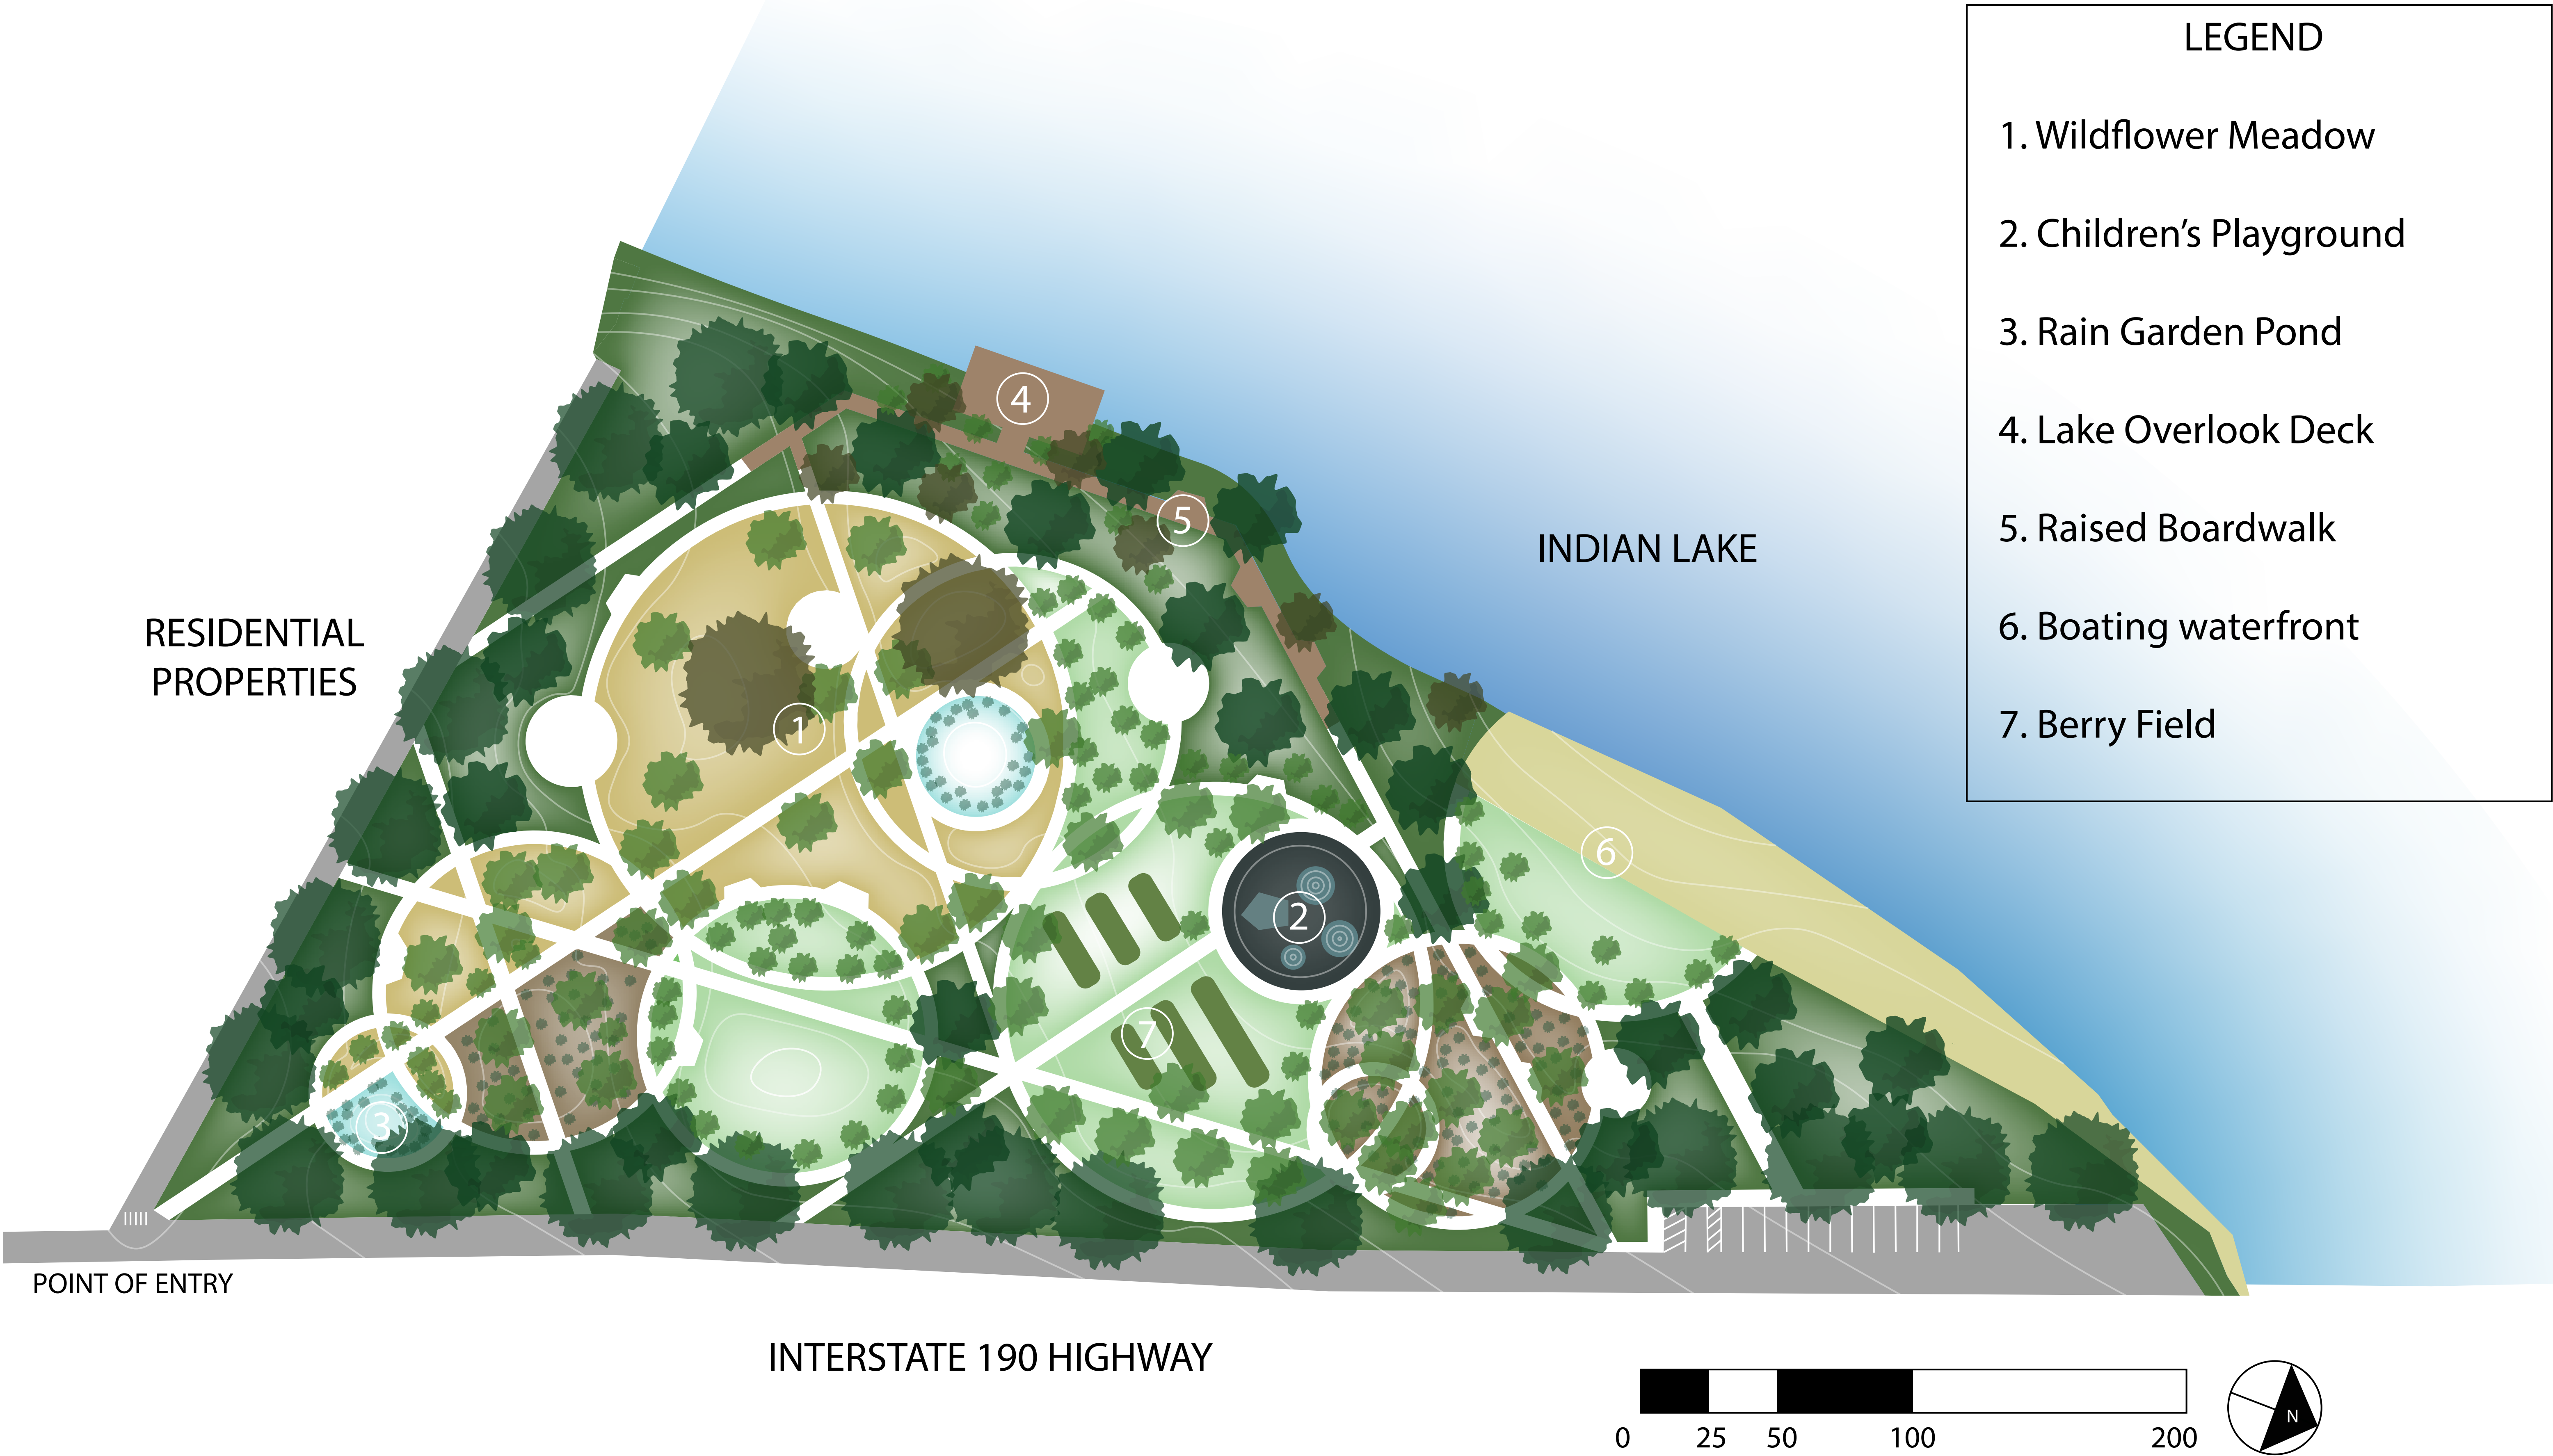 LEGEND
1. Wildflower Meadow
2. Children's Playground
3. Rain Garden Pond
4. Lake Overlook Deck
5. Raised Boardwalk
6. Boating waterfront
7. Berry Field
4
5
INDIAN LAKE
RESIDENTIAL
PROPERTIES
1
6
2
7
3
POINT OF ENTRY
INTERSTATE 190 HIGHWAY
0 25 50 100 200
N